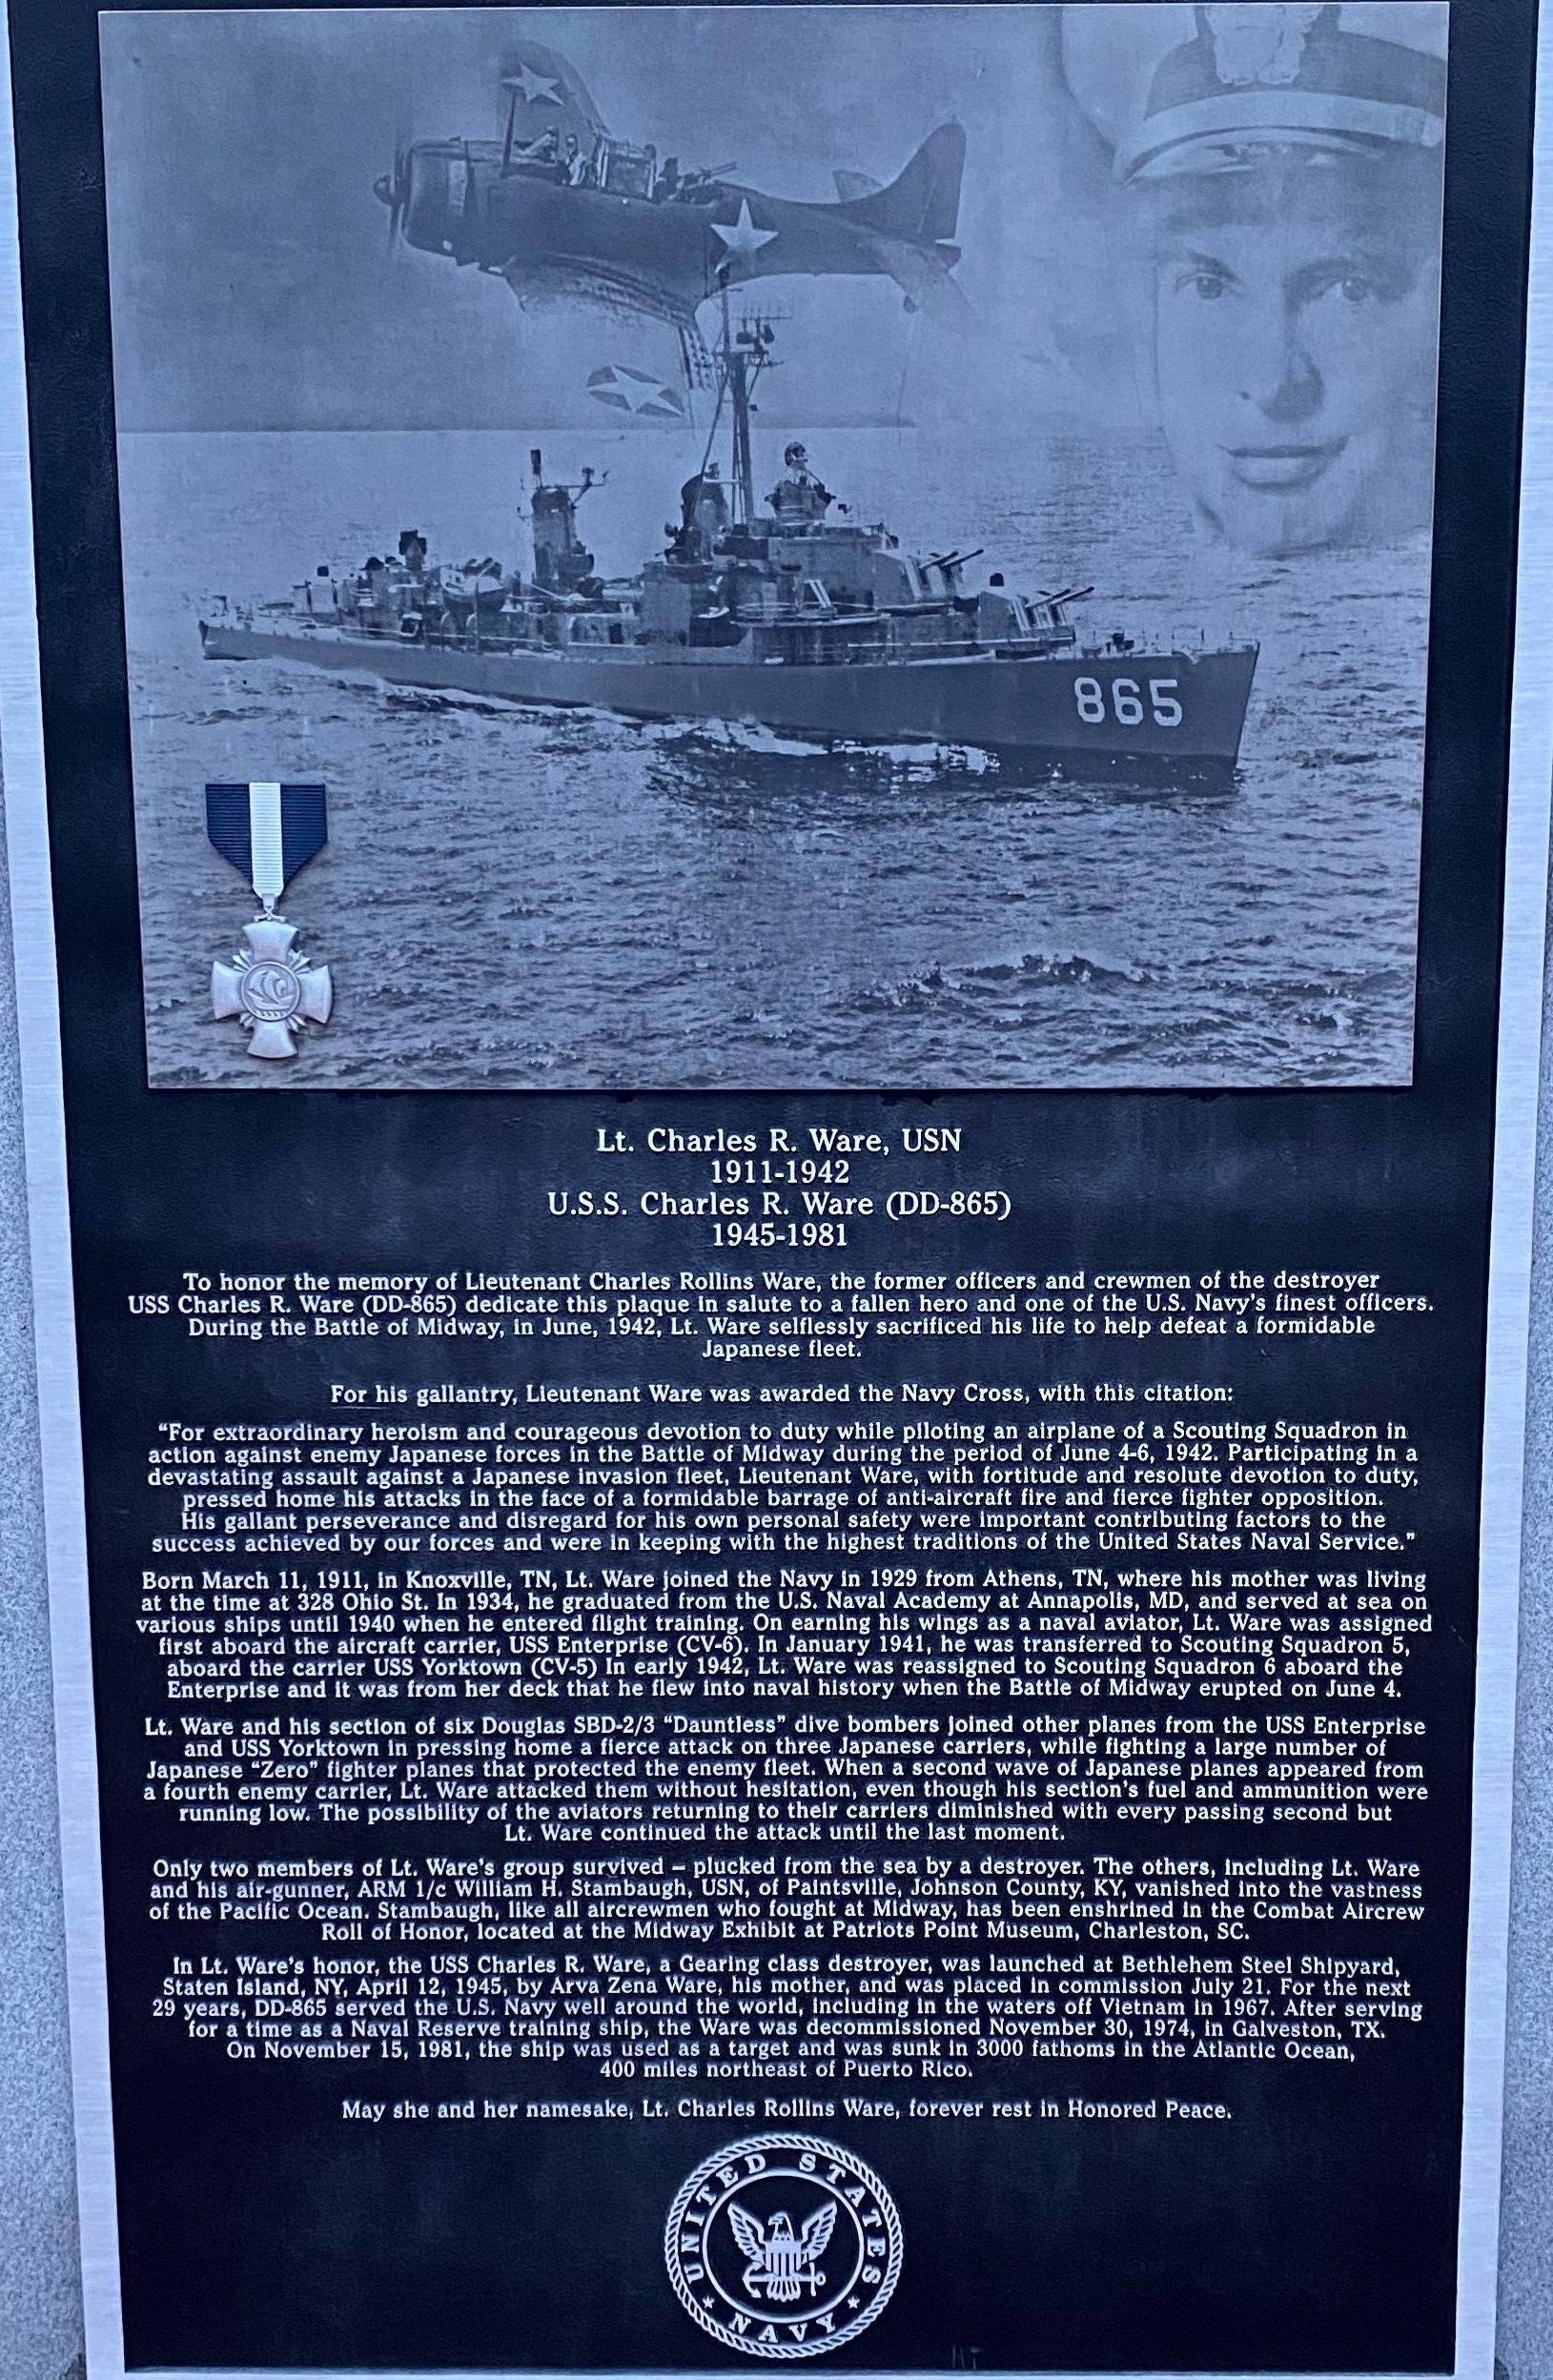 865
Lt. Charles R. Ware, USN
1911-1942
U.S.S. Charles R. Ware (DD-865)
1945-1981
To honor the memory of Lieutenant Charles Rollins Ware, the former officers and crewmen of the destroyer
USS Charles R. Ware (DD-865) dedicate this plaque in salute to a fallen hero and one of the U.S. Navy's finest officers.
During the Battle of Midway, in June, 1942, Lt. Ware selflessly sacrificed his life to help defeat a formidable
Japanese fleet.
For his gallantry, Lieutenant Ware was awarded the Navy Cross, with this citation:
“For extraordinary heroism and courageous devotion to duty while piloting an airplane of a Scouting Squadron in
action against enemy Japanese forces in the Battle of Midway during the period of June 4-6, 1942. Participating in a
devastating assault against a Japanese invasion fleet, Lieutenant Ware, with fortitude and resolute devotion to duty,
pressed home his attacks in the face of a formidable barrage of anti-aircraft fire and fierce fighter opposition.
His gallant perseverance and disregard for his own personal safety were important contributing factors to the
success achieved by our forces and were in keeping with the highest traditions of the United States Naval Service.”
Born March 11, 1911, in Knoxville, TN, Lt. Ware joined the Navy in 1929 from Athens, TN, where his mother was living
at the time at 328 Ohio St. In 1934, he graduated from the U.S. Naval Academy at Annapolis, MD, and served at sea on
various ships until 1940 when he entered flight training. On earning his wings as a naval aviator, Lt. Ware was assigned
first aboard the aircraft carrier, USS Enterprise (CV-6). In January 1941, he was transferred to Scouting Squadron 5,
aboard the carrier USS Yorktown (CV-5) In early 1942, Lt. Ware was reassigned to Scouting Squadron 6 aboard the
Enterprise and it was from her deck that he flew into naval history when the Battle of Midway erupted on June 4.
Lt. Ware and his section of six Douglas SBD-2/3 “Dauntless” dive bombers joined other planes from the USS Enterprise
and USS Yorktown in pressing home a fierce attack on three Japanese carriers, while fighting a large number of
Japanese “Zero” fighter planes that protected the enemy fleet. When a second wave of Japanese planes appeared from
a fourth enemy carrier, Lt. Ware attacked them without hesitation, even though his section's fuel and ammunition were
running low. The possibility of the aviators returning to their carriers diminished with every passing second but
Lt. Ware continued the attack until the last moment.
Only two members of Lt. Ware's group survived – plucked from the sea by a destroyer. The others, including Lt. Ware
and his air-gunner, ARM 1/c William H. Stambaugh, USN, of Paintsville, Johnson County, KY, vanished into the vastness
of the Pacific Ocean. Stambaugh, like all aircrewmen who fought at Midway, has been enshrined in the Combat Aircrew
Roll of Honor, located at the Midway Exhibit at Patriots Point Museum, Charleston, SC.
In Lt. Ware's honor, the USS Charles R. Ware, a Gearing class destroyer, was launched at Bethlehem Steel Shipyard,
Staten Island, NY, April 12, 1945, by Arva Zena Ware, his mother, and was placed in commission July 21. For the next
29 years, DD-865 served the U.S. Navy well around the world, including in the waters off Vietnam in 1967. After serving
for a time as a Naval Reserve training ship, the Ware was decommissioned November 30, 1974, in Galveston, TX.
On November 15, 1981, the ship was used as a target and was sunk in 3000 fathoms in the Atlantic Ocean,
400 miles northeast of Puerto Rico.
May she and her namesake, Lt. Charles Rollins Ware, forever rest in Honored Peace.
UNITED STATES
NAVY